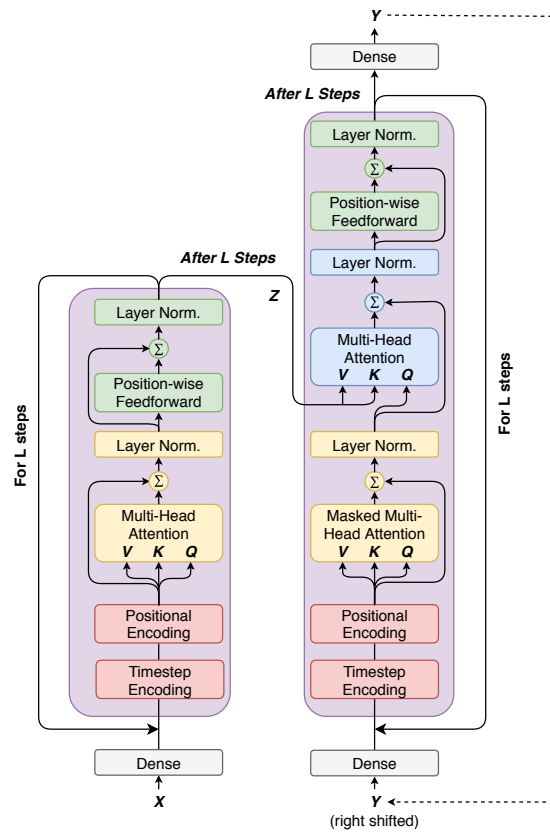 Y
Dense
After L Steps
Layer Norm.
Σ
Position-wise
Feedforward
Layer Norm.
Σ
Multi-Head
Attention
V K Q
Layer Norm.
Σ
Masked Multi-
Head Attention
V K Q
Positional
Encoding
Timestep
Encoding
Dense
Y
(right shifted)
For L steps
After L Steps
Z
Layer Norm.
Σ
Position-wise
Feedforward
Layer Norm.
Σ
Multi-Head
Attention
V K Q
Positional
Encoding
Timestep
Encoding
Dense
X
For L steps